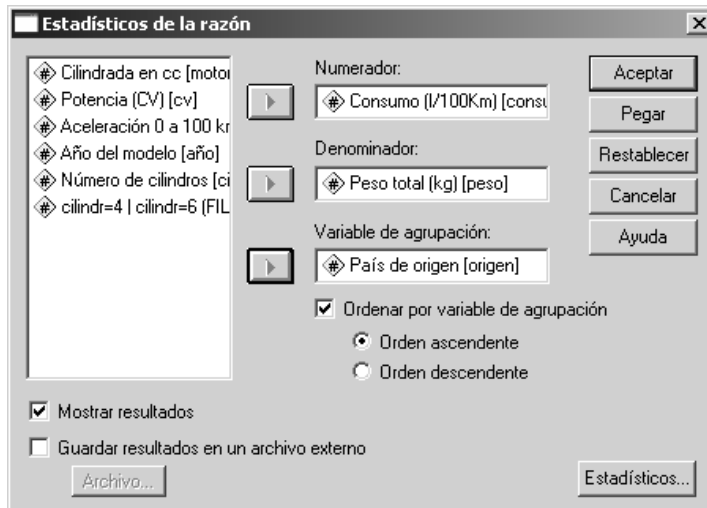 Estadísticos de la razón
Cilindrada en cc [motor
Potencia (CV) [cv]
Aceleración 0 a 100 kr
Año del modelo [año]
Número de cilindros [ci
cilindr=4 | cilindr=6 (FIL
Numerador:
Consumo (l/100Km) [consu
Denominador:
Peso total (kg) [peso]
Variable de agrupación:
País de origen [origen]
Ordenar por variable de agrupación
Orden ascendente
Orden descendente
Aceptar
Pegar
Restablecer
Cancelar
Ayuda
Mostrar resultados
Guardar resultados en un archivo externo
Archivo...
Estadísticos...